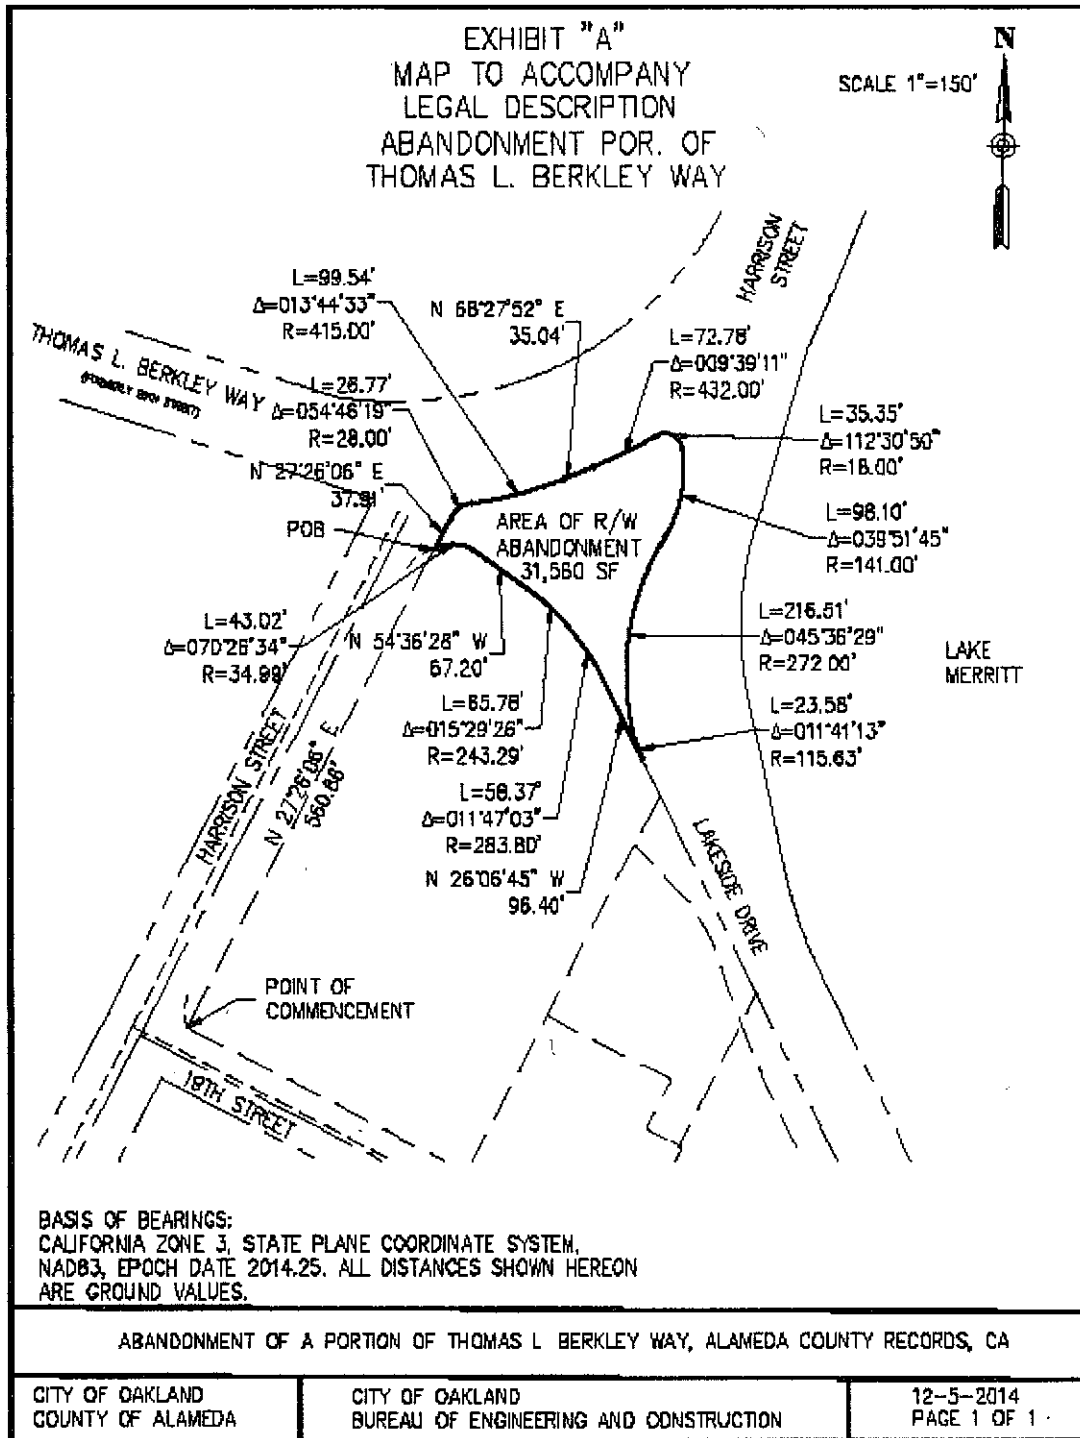 EXHIBIT "A"
MAP TO ACCOMPANY
LEGAL DESCRIPTION
ABANDONMENT POR. OF
THOMAS L. BERKLEY WAY
N
SCALE 1"=150'
HARRISON
STREET
L=99.54'
Δ=013°44'33"
R=415.00'
N 68°27'52" E
35.04'
L=72.78'
Δ=009°39'11"
R=432.00'
THOMAS L. BERKLEY WAY
L=26.77'
Δ=054°46'19"
R=28.00'
L=35.35'
Δ=112°30'50"
R=18.00'
N 27°26'06" E
37.91'
POB
AREA OF R/W
ABANDONMENT
31,560 SF
L=98.10'
Δ=039°51'45"
R=141.00'
L=43.02'
Δ=070°26'34"
R=34.99'
N 54°36'28" W
67.20'
L=216.51'
Δ=045°36'29"
R=272.00'
LAKE
MERRITT
L=65.78'
Δ=015°29'26"
R=243.29'
L=23.58'
Δ=011°41'13"
R=115.63'
HARRISON STREET
N 27°26'06" E
560.68'
L=58.37'
Δ=011°47'03"
R=283.80'
N 26°06'45" W
96.40'
LAKESIDE DRIVE
POINT OF
COMMENCEMENT
19TH STREET
BASIS OF BEARINGS:
CALIFORNIA ZONE 3, STATE PLANE COORDINATE SYSTEM,
NAD83, EPOCH DATE 2014.25. ALL DISTANCES SHOWN HEREON
ARE GROUND VALUES.
ABANDONMENT OF A PORTION OF THOMAS L BERKLEY WAY, ALAMEDA COUNTY RECORDS, CA
CITY OF OAKLAND
COUNTY OF ALAMEDA
CITY OF OAKLAND
BUREAU OF ENGINEERING AND CONSTRUCTION
12-5-2014
PAGE 1 OF 1